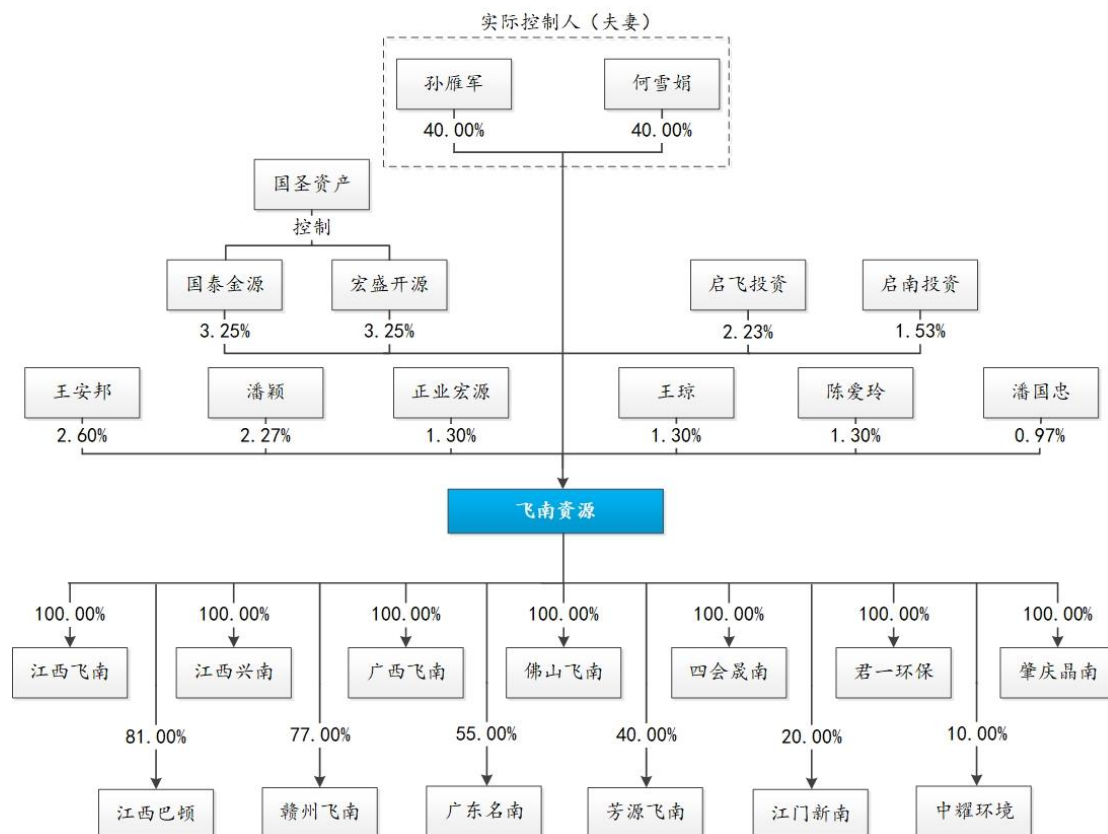 实际控制人（夫妻）
孙雁军 何雪娟
40.00% 40.00%
国圣资产
控制
国泰金源 宏盛开源 启飞投资 启南投资
3.25% 3.25% 2.23% 1.53%
王安邦 潘颖 正业宏源 王琼 陈爱玲 潘国忠
2.60% 2.27% 1.30% 1.30% 1.30% 0.97%
飞南资源
100.00% 100.00% 100.00% 100.00% 100.00% 100.00% 100.00%
江西飞南 江西兴南 广西飞南 佛山飞南 四会晟南 君一环保 肇庆晶南
81.00% 77.00% 55.00% 40.00% 20.00% 10.00%
江西巴顿 赣州飞南 广东名南 芳源飞南 江门新南 中耀环境